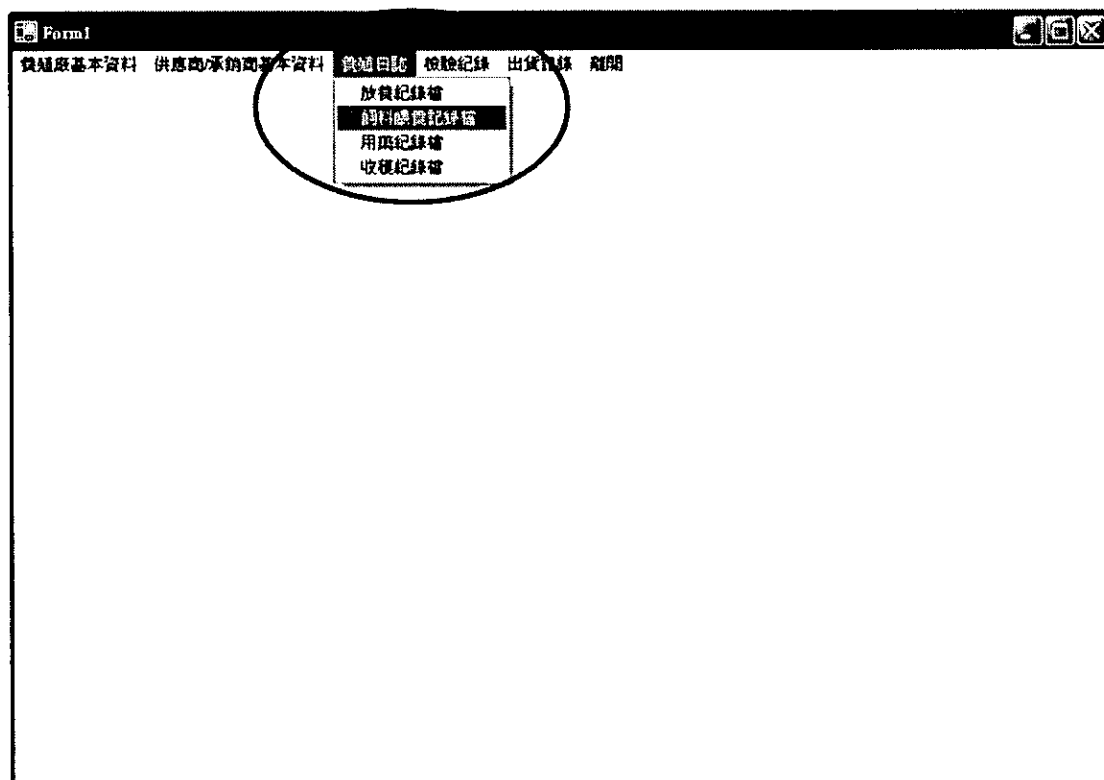 Form1
養殖廠基本資料 供應商/承銷商基本資料 養殖日記 檢驗紀錄 出貨記錄 離開
放養紀錄檔
飼料餵食記錄檔
用藥紀錄檔
收穫紀錄檔